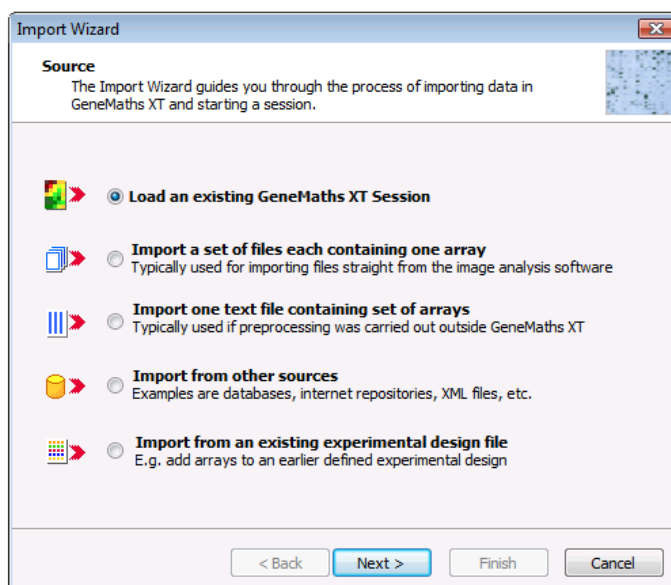 Import Wizard
Source
The Import Wizard guides you through the process of importing data in
GeneMaths XT and starting a session.
Load an existing GeneMaths XT Session
Import a set of files each containing one array
Typically used for importing files straight from the image analysis software
Import one text file containing set of arrays
Typically used if preprocessing was carried out outside GeneMaths XT
Import from other sources
Examples are databases, internet repositories, XML files, etc.
Import from an existing experimental design file
E.g. add arrays to an earlier defined experimental design
< Back Next > Finish Cancel